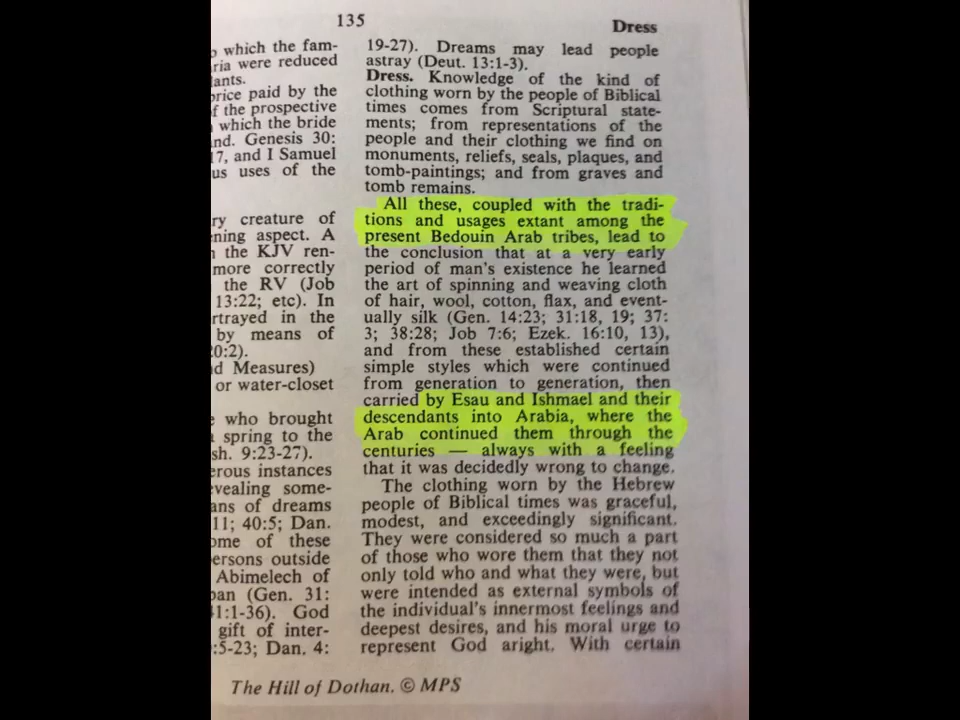 135
Dress
which the fam-
ria were reduced
ants.
price paid by the
f the prospective
which the bride
nd. Genesis 30:
17, and I Samuel
us uses of the
ry creature of
ning aspect. A
the KJV ren-
more correctly
the RV (Job
13:22; etc). In
rtrayed in the
by means of
0:2).
d Measures)
or water-closet
who brought
spring to the
sh. 9:23-27).
erous instances
evealing some-
ans of dreams
11; 40:5; Dan.
ome of these
ersons outside
Abimelech of
ban (Gen. 31:
41:1-36). God
gift of inter-
:5-23; Dan. 4:
19-27). Dreams may lead people
astray (Deut. 13:1-3).
Dress. Knowledge of the kind of
clothing worn by the people of Biblical
times comes from Scriptural state-
ments; from representations of the
people and their clothing we find on
monuments, reliefs, seals, plaques, and
tomb-paintings; and from graves and
tomb remains.
All these, coupled with the tradi-
tions and usages extant among the
present Bedouin Arab tribes, lead to
the conclusion that at a very early
period of man's existence he learned
the art of spinning and weaving cloth
of hair, wool, cotton, flax, and event-
ually silk (Gen. 14:23; 31:18, 19; 37:
3; 38:28; Job 7:6; Ezek. 16:10, 13),
and from these established certain
simple styles which were continued
from generation to generation, then
carried by Esau and Ishmael and their
descendants into Arabia, where the
Arab continued them through the
centuries — always with a feeling
that it was decidedly wrong to change.
The clothing worn by the Hebrew
people of Biblical times was graceful,
modest, and exceedingly significant.
They were considered so much a part
of those who wore them that they not
only told who and what they were, but
were intended as external symbols of
the individual's innermost feelings and
deepest desires, and his moral urge to
represent God aright. With certain
The Hill of Dothan. © MPS